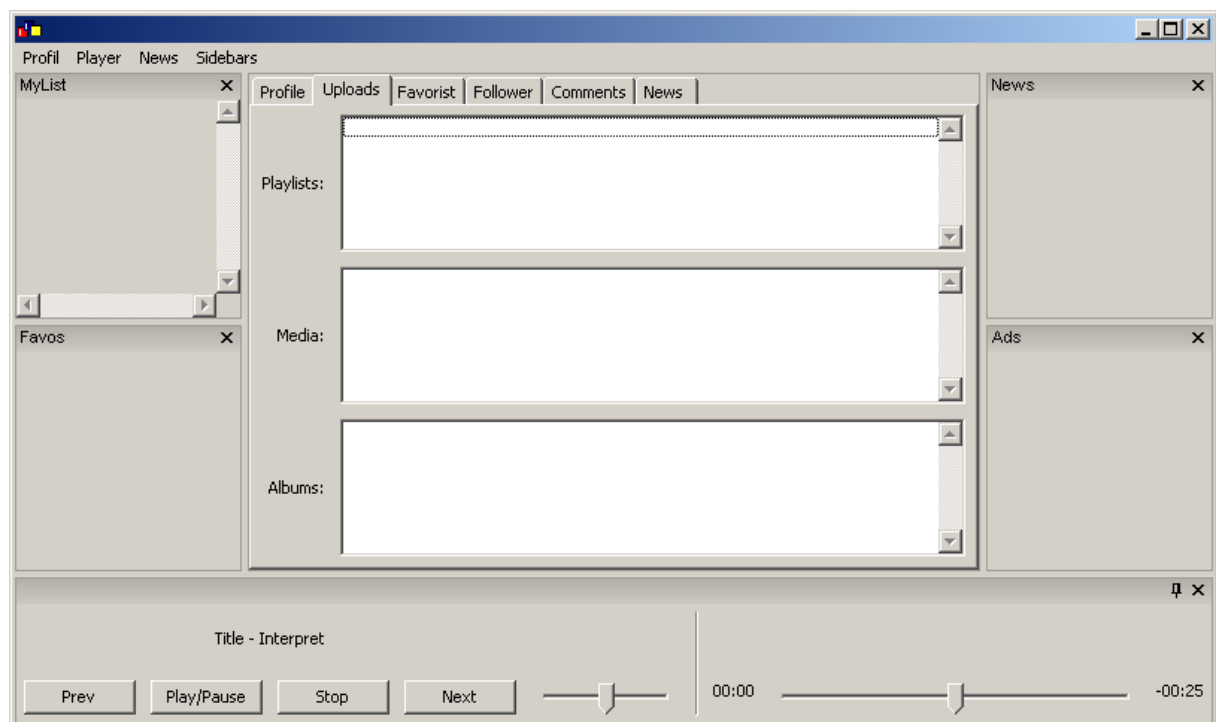 Profil Player News Sidebars
MyList
Profile Uploads Favorist Follower Comments News
News
Playlists:
Favos
Media:
Ads
Albums:
Title - Interpret
Prev Play/Pause Stop Next
00:00 -00:25